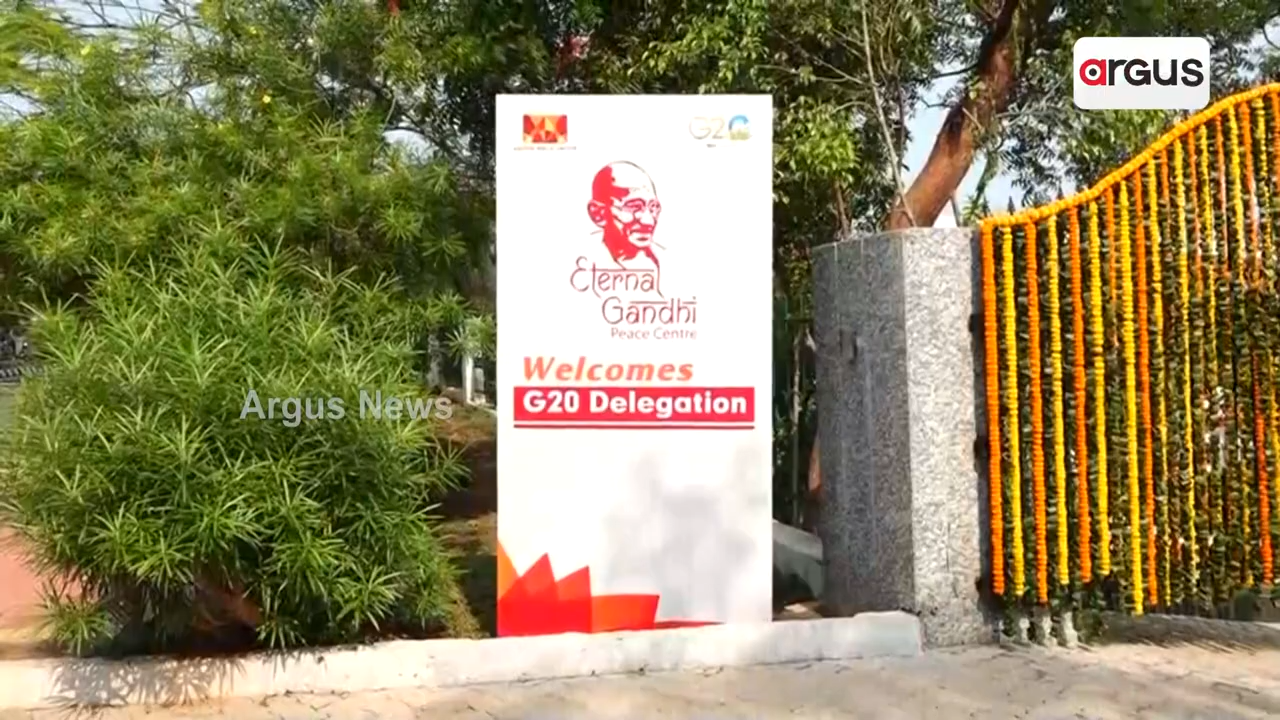 argus
G20
Eternal
Gandhi
Peace Centre
Welcomes
G20 Delegation
Argus News